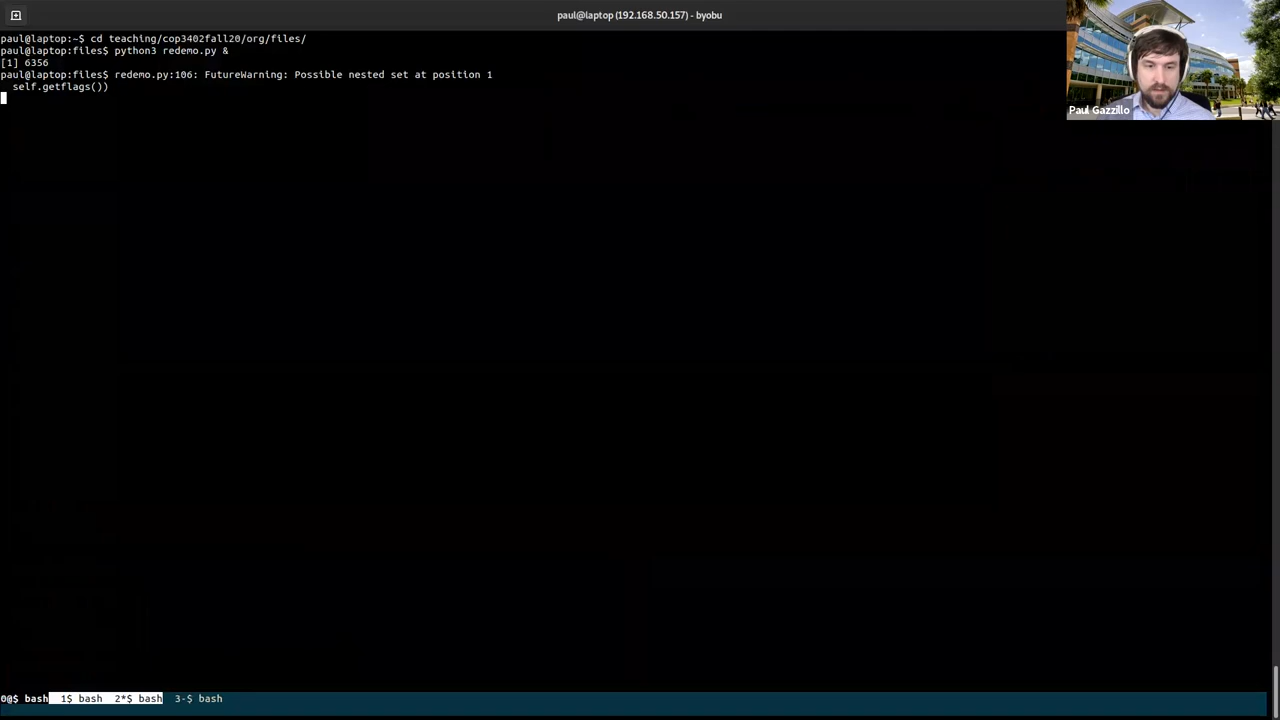 paul@laptop (192.168.50.157) - byobu
paul@laptop:~$ cd teaching/cop3402fall20/org/files/
paul@laptop:files$ python3 redemo.py &
[1] 6356
paul@laptop:files$ redemo.py:106: FutureWarning: Possible nested set at position 1
  self.getflags())
Paul Gazzillo
0@$ bash  1$ bash  2*$ bash  3-$ bash